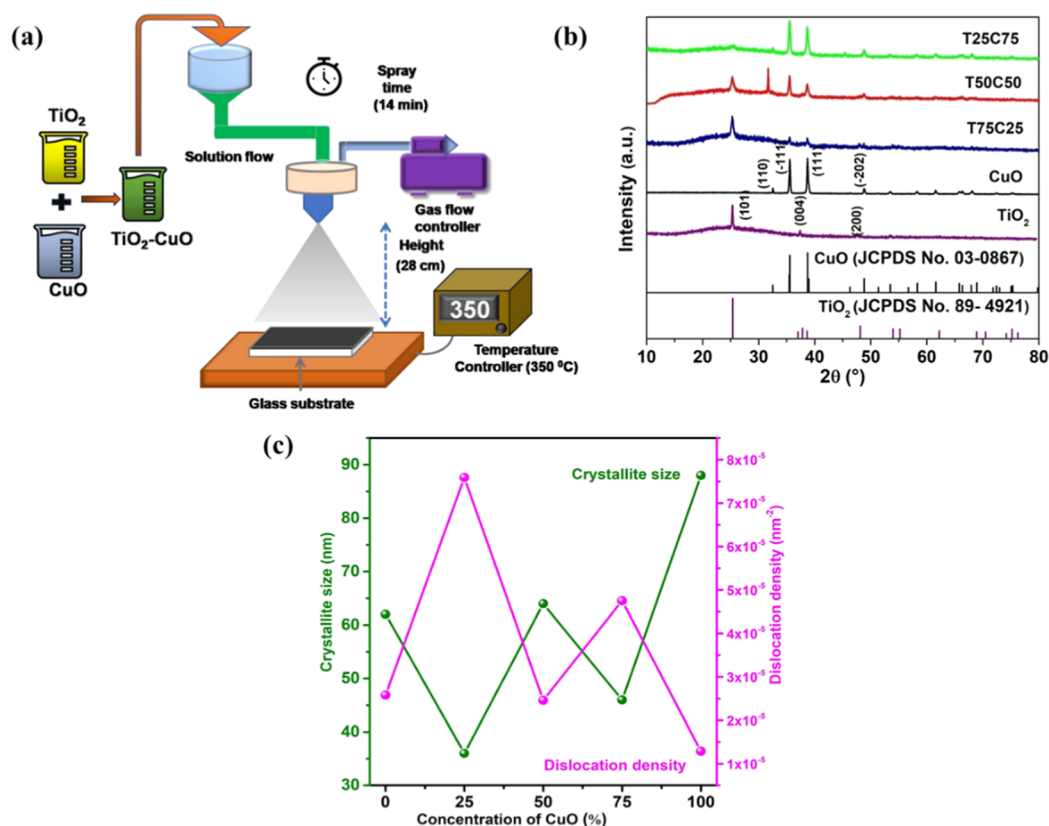 (a)
TiO2
+
CuO
TiO2-CuO
Solution flow
Spray
time
(14 min)
Gas flow
controller
Height
(28 cm)
350
Temperature
Controller (350 ⁰C)
Glass substrate
(b)
Intensity (a.u.)
T25C75
T50C50
T75C25
(110)
(-111)
(111)
(-202)
CuO
(101)
(004)
(200)
TiO2
CuO (JCPDS No. 03-0867)
TiO2 (JCPDS No. 89- 4921)
10 20 30 40 50 60 70 80
2θ (°)
(c)
Crystallite size (nm)
90
80
70
60
50
40
30
Crystallite size
Dislocation density
8x10-5
7x10-5
6x10-5
5x10-5
4x10-5
3x10-5
2x10-5
1x10-5
Dislocation density (nm-2)
0 25 50 75 100
Concentration of CuO (%)